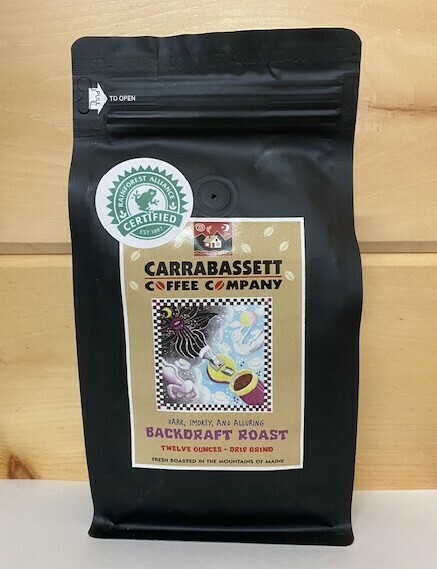 PULL
TO OPEN
RAINFOREST ALLIANCE
CERTIFIED
EST 1987
CARRABASSETT
COFFEE COMPANY
DARK, SMOKEY, AND ALLURING
BACKDRAFT ROAST
TWELVE OUNCES - DRIP GRIND
FRESH ROASTED IN THE MOUNTAINS OF MAINE